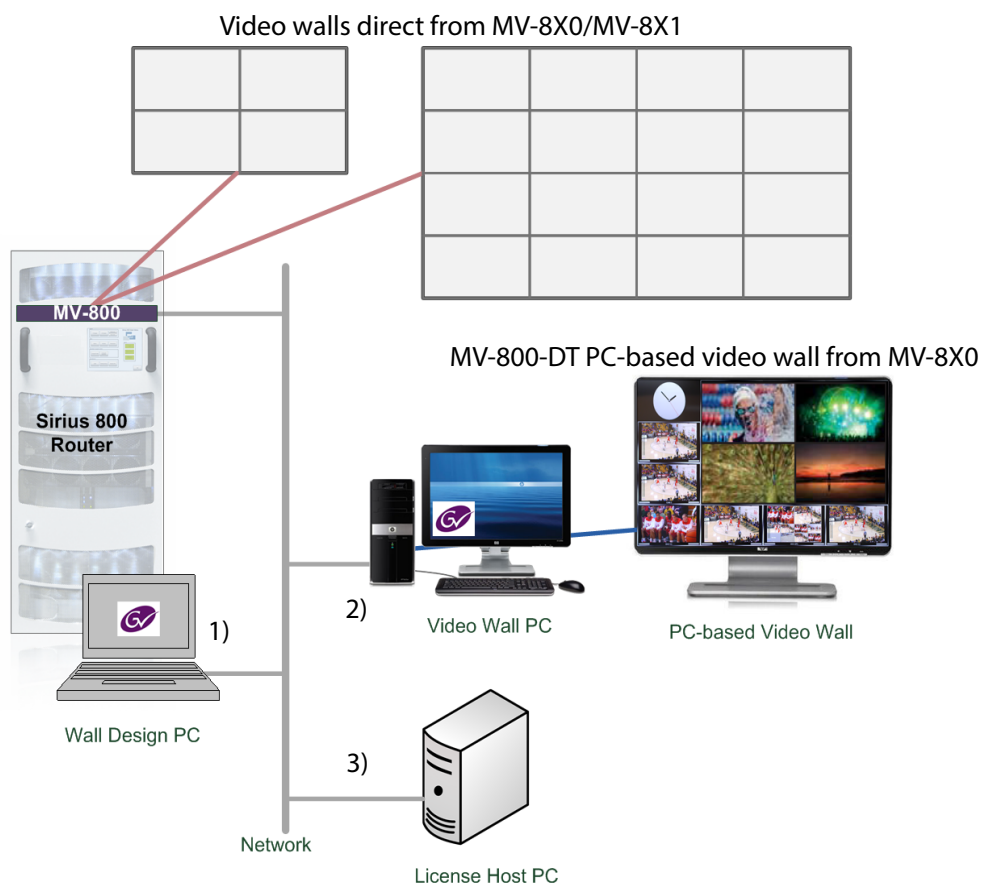 Video walls direct from MV-8X0/MV-8X1
MV-800
MV-800-DT PC-based video wall from MV-8X0
Sirius 800
Router
GV
GV
1)
2)
Video Wall PC
PC-based Video Wall
Wall Design PC
3)
Network
License Host PC